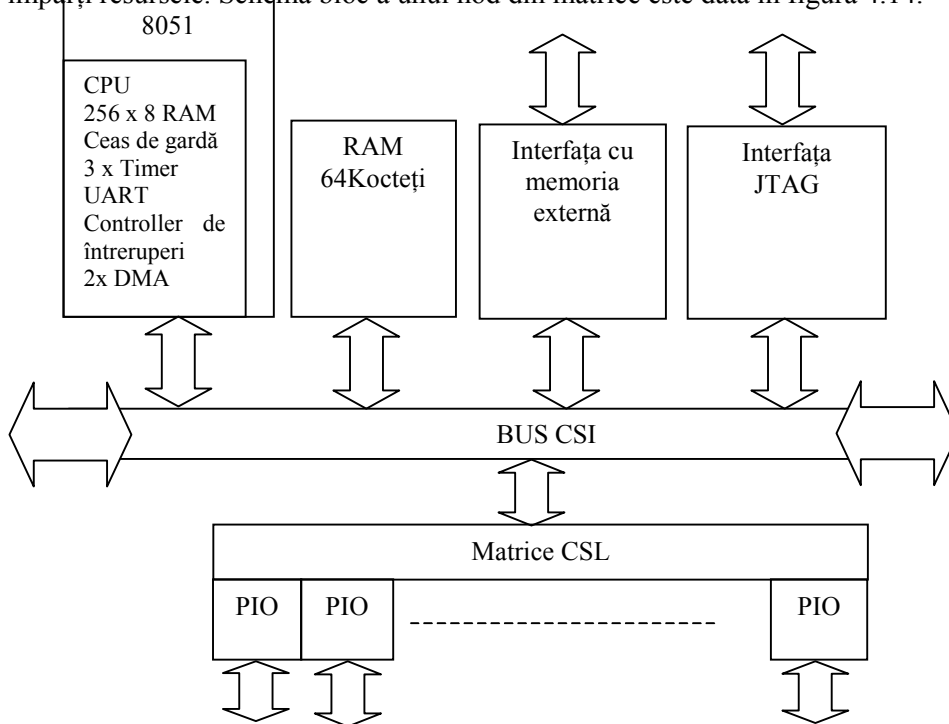 împărți resursele. Schema bloc a unui nod din matrice este dată în figura 4.14.
8051
CPU
256 x 8 RAM
Ceas de gardă
3 x Timer
UART
Controller de
întreruperi
2x DMA
RAM
64Kocteți
Interfața cu
memoria
externă
Interfața
JTAG
BUS CSI
Matrice CSL
PIO
PIO
PIO